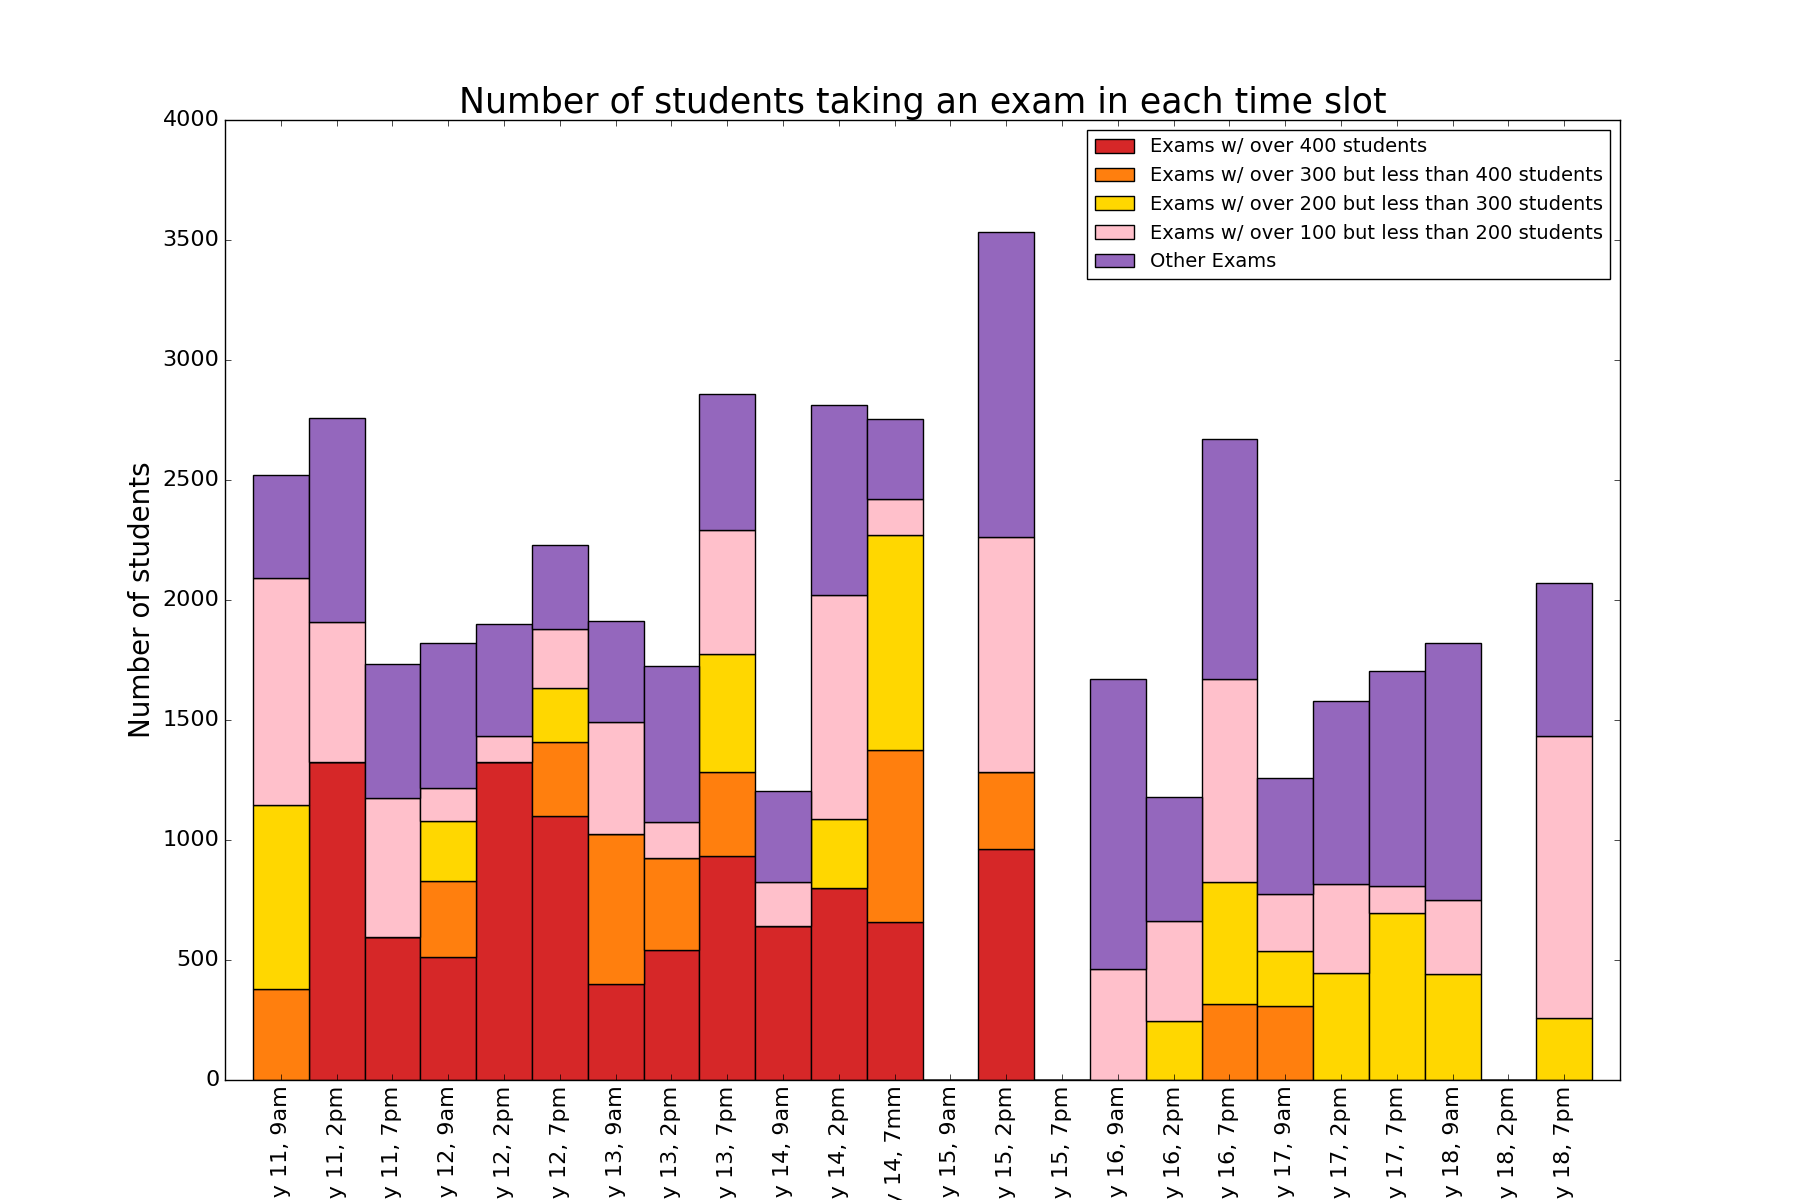 Number of students taking an exam in each time slot
Exams w/ over 400 students
Exams w/ over 300 but less than 400 students
Exams w/ over 200 but less than 300 students
Exams w/ over 100 but less than 200 students
Other Exams
Number of students
4000
3500
3000
2500
2000
1500
1000
500
0
y 11, 9am
y 11, 2pm
y 11, 7pm
y 12, 9am
y 12, 2pm
y 12, 7pm
y 13, 9am
y 13, 2pm
y 13, 7pm
y 14, 9am
y 14, 2pm
y 14, 7mm
y 15, 9am
y 15, 2pm
y 15, 7pm
y 16, 9am
y 16, 2pm
y 16, 7pm
y 17, 9am
y 17, 2pm
y 17, 7pm
y 18, 9am
y 18, 2pm
y 18, 7pm